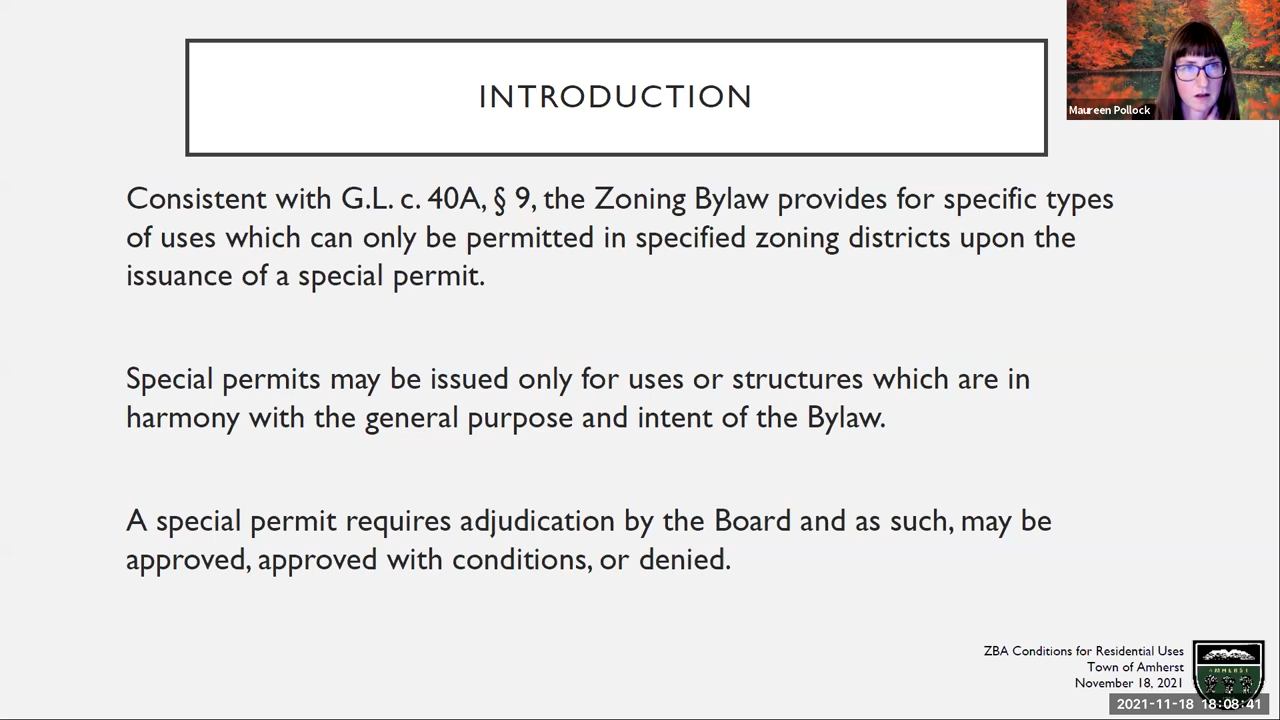 INTRODUCTION
Maureen Pollock
Consistent with G.L. c. 40A, § 9, the Zoning Bylaw provides for specific types
of uses which can only be permitted in specified zoning districts upon the
issuance of a special permit.
Special permits may be issued only for uses or structures which are in
harmony with the general purpose and intent of the Bylaw.
A special permit requires adjudication by the Board and as such, may be
approved, approved with conditions, or denied.
ZBA Conditions for Residential Uses
Town of Amherst
November 18, 2021
AMHERST
2021-11-18 18:08:41